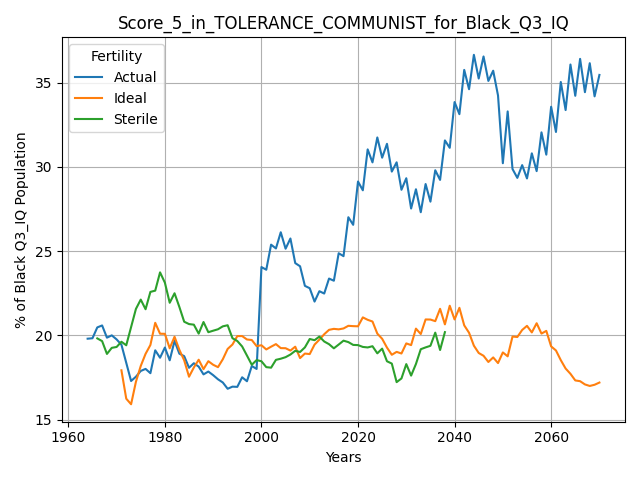 Score_5_in_TOLERANCE_COMMUNIST_for_Black_Q3_IQ
Fertility
Actual
Ideal
Sterile
% of Black Q3_IQ Population
35
30
25
20
15
1960
1980
2000
2020
2040
2060
Years